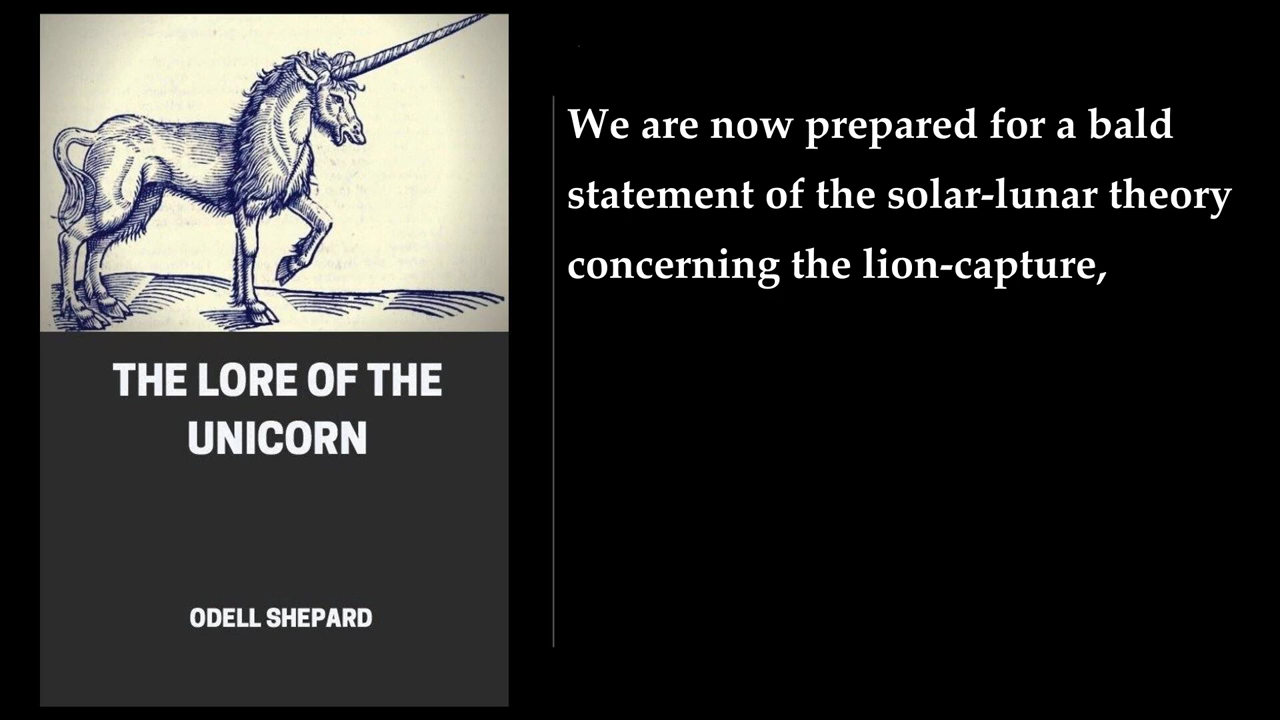 THE LORE OF THE
UNICORN
ODELL SHEPARD
We are now prepared for a bald
statement of the solar-lunar theory
concerning the lion-capture,